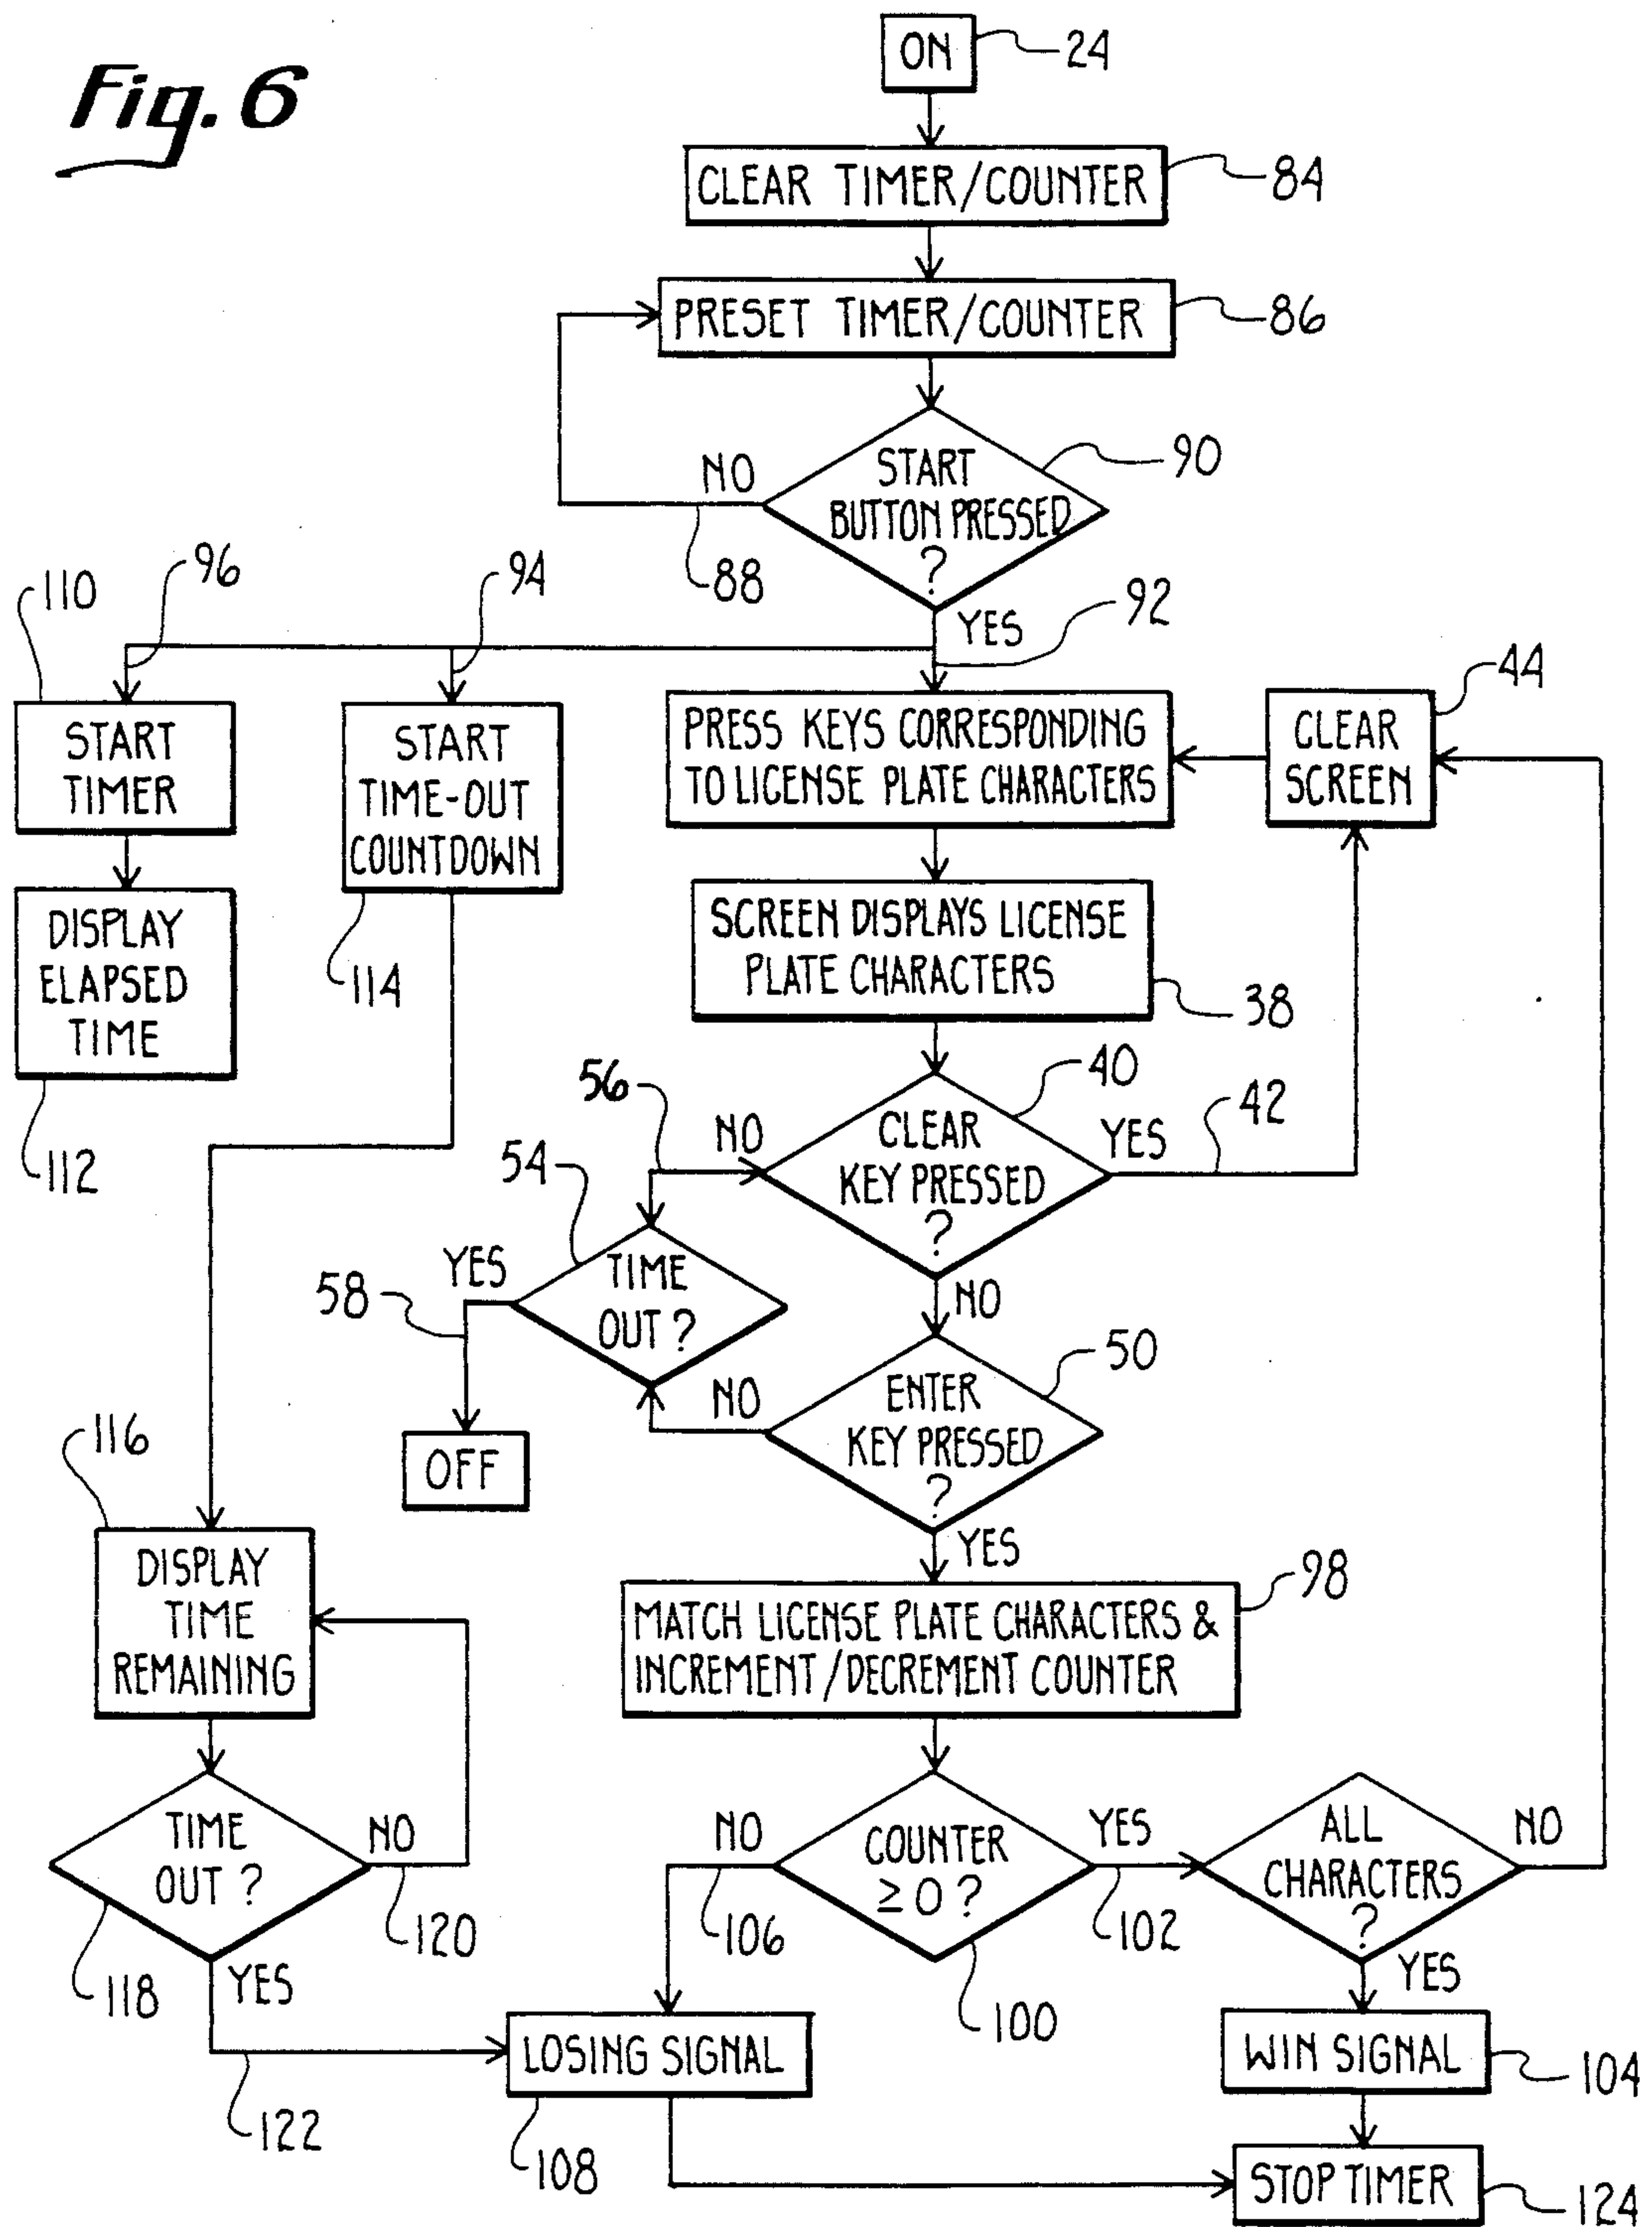 Fig. 6
ON
24
CLEAR TIMER/COUNTER
84
PRESET TIMER/COUNTER
86
START
BUTTON PRESSED
?
90
NO
88
YES
92
96
94
110
START
TIMER
START
TIME-OUT
COUNTDOWN
114
PRESS KEYS CORRESPONDING
TO LICENSE PLATE CHARACTERS
CLEAR
SCREEN
44
DISPLAY
ELAPSED
TIME
112
SCREEN DISPLAYS LICENSE
PLATE CHARACTERS
38
CLEAR
KEY PRESSED
?
40
YES
42
NO
56
54
TIME
OUT ?
YES
58
OFF
NO
ENTER
KEY PRESSED
?
50
NO
YES
MATCH LICENSE PLATE CHARACTERS &
INCREMENT/DECREMENT COUNTER
98
116
DISPLAY
TIME
REMAINING
TIME
OUT ?
118
NO
120
YES
122
COUNTER
≥ 0 ?
100
NO
106
YES
102
ALL
CHARACTERS
?
NO
YES
LOSING SIGNAL
108
WIN SIGNAL
104
STOP TIMER
124